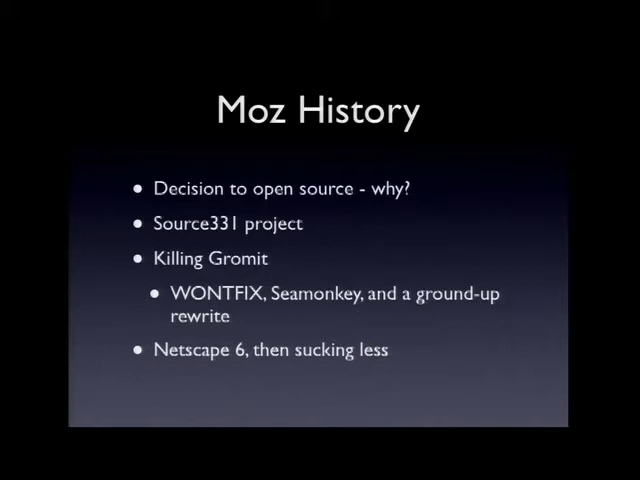 Moz History
• Decision to open source - why?
• Source331 project
• Killing Gromit
• WONTFIX, Seamonkey, and a ground-up
rewrite
• Netscape 6, then sucking less